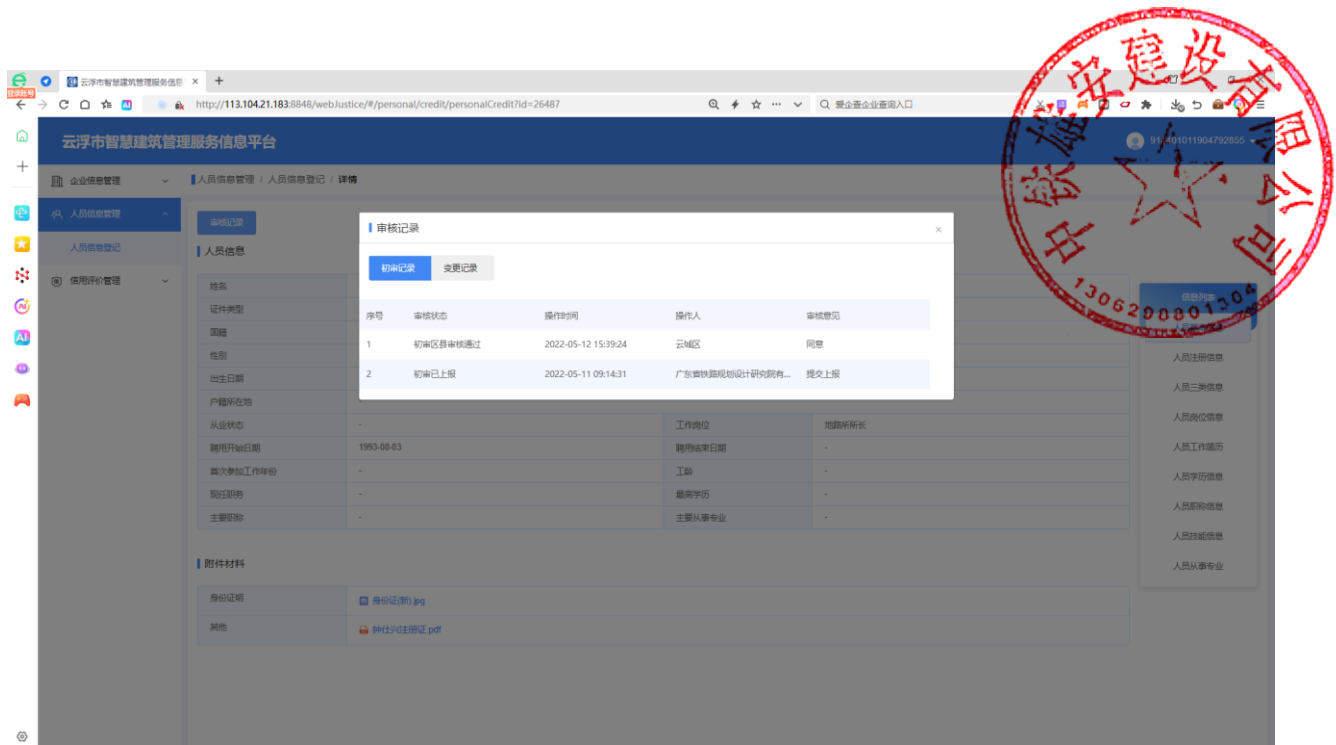 云浮市智慧建筑管理服务信息
登录账号
http://113.104.21.183:8848/webJustice/#/personal/credit/personalCredit?id=26487
爱企查企业查询入口
云浮市智慧建筑管理服务信息平台
企业信息管理
人员信息管理 / 人员信息登记 / 详情
人员信息管理
人员信息登记
信用评价管理
审核记录
人员信息
审核记录
初审记录 变更记录
序号 审核状态 操作时间 操作人 审核意见
1 初审区县审核通过 2022-05-12 15:39:24 云城区 同意
2 初审已上报 2022-05-11 09:14:31 广东省铁路规划设计研究院有... 提交上报
姓名
证件类型
国籍
性别
出生日期
户籍所在地
从业状态 - 工作岗位 地路所所长
聘用开始日期 1993-08-03 聘用结束日期 -
首次参加工作年份 - 工龄 -
现任职务 - 最高学历 -
主要职称 - 主要从事专业 -
附件材料
身份证明 身份证(新).jpg
其他 钟仕兴注册证.pdf
信息列表
人员注册信息
人员三类信息
人员岗位信息
人员工作简历
人员学历信息
人员职称信息
人员技能信息
人员从事专业